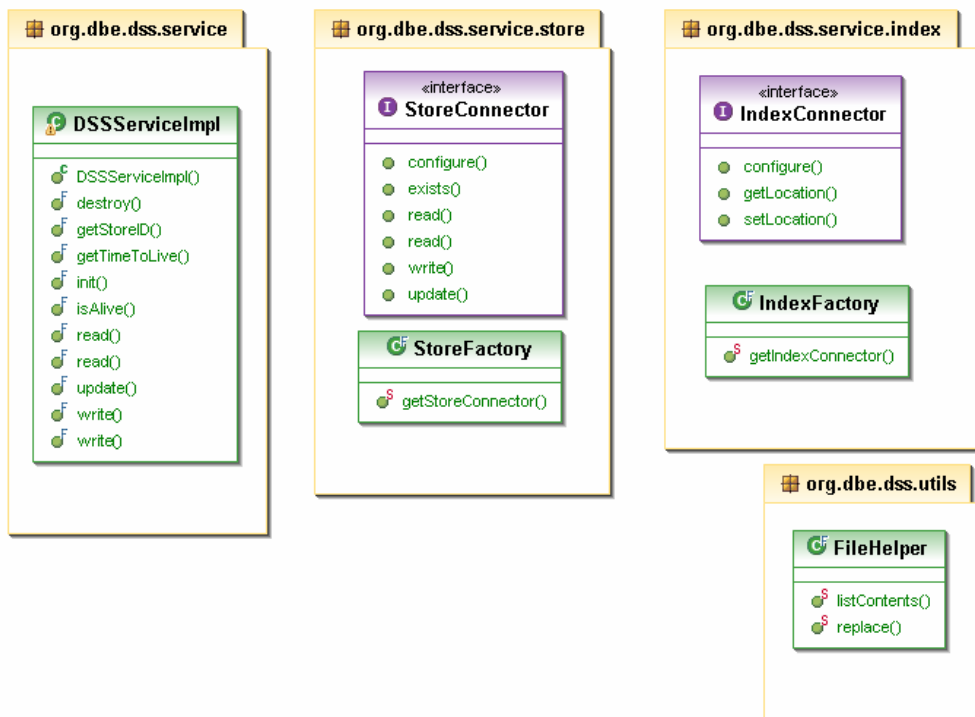 org.dbe.dss.service
DSSServiceImpl
DSSServiceImpl()
destroy()
getStoreID()
getTimeToLive()
init()
isAlive()
read()
read()
update()
write()
write()
org.dbe.dss.service.store
«interface»
StoreConnector
configure()
exists()
read()
read()
write()
update()
StoreFactory
getStoreConnector()
org.dbe.dss.service.index
«interface»
IndexConnector
configure()
getLocation()
setLocation()
IndexFactory
getIndexConnector()
org.dbe.dss.utils
FileHelper
listContents()
replace()